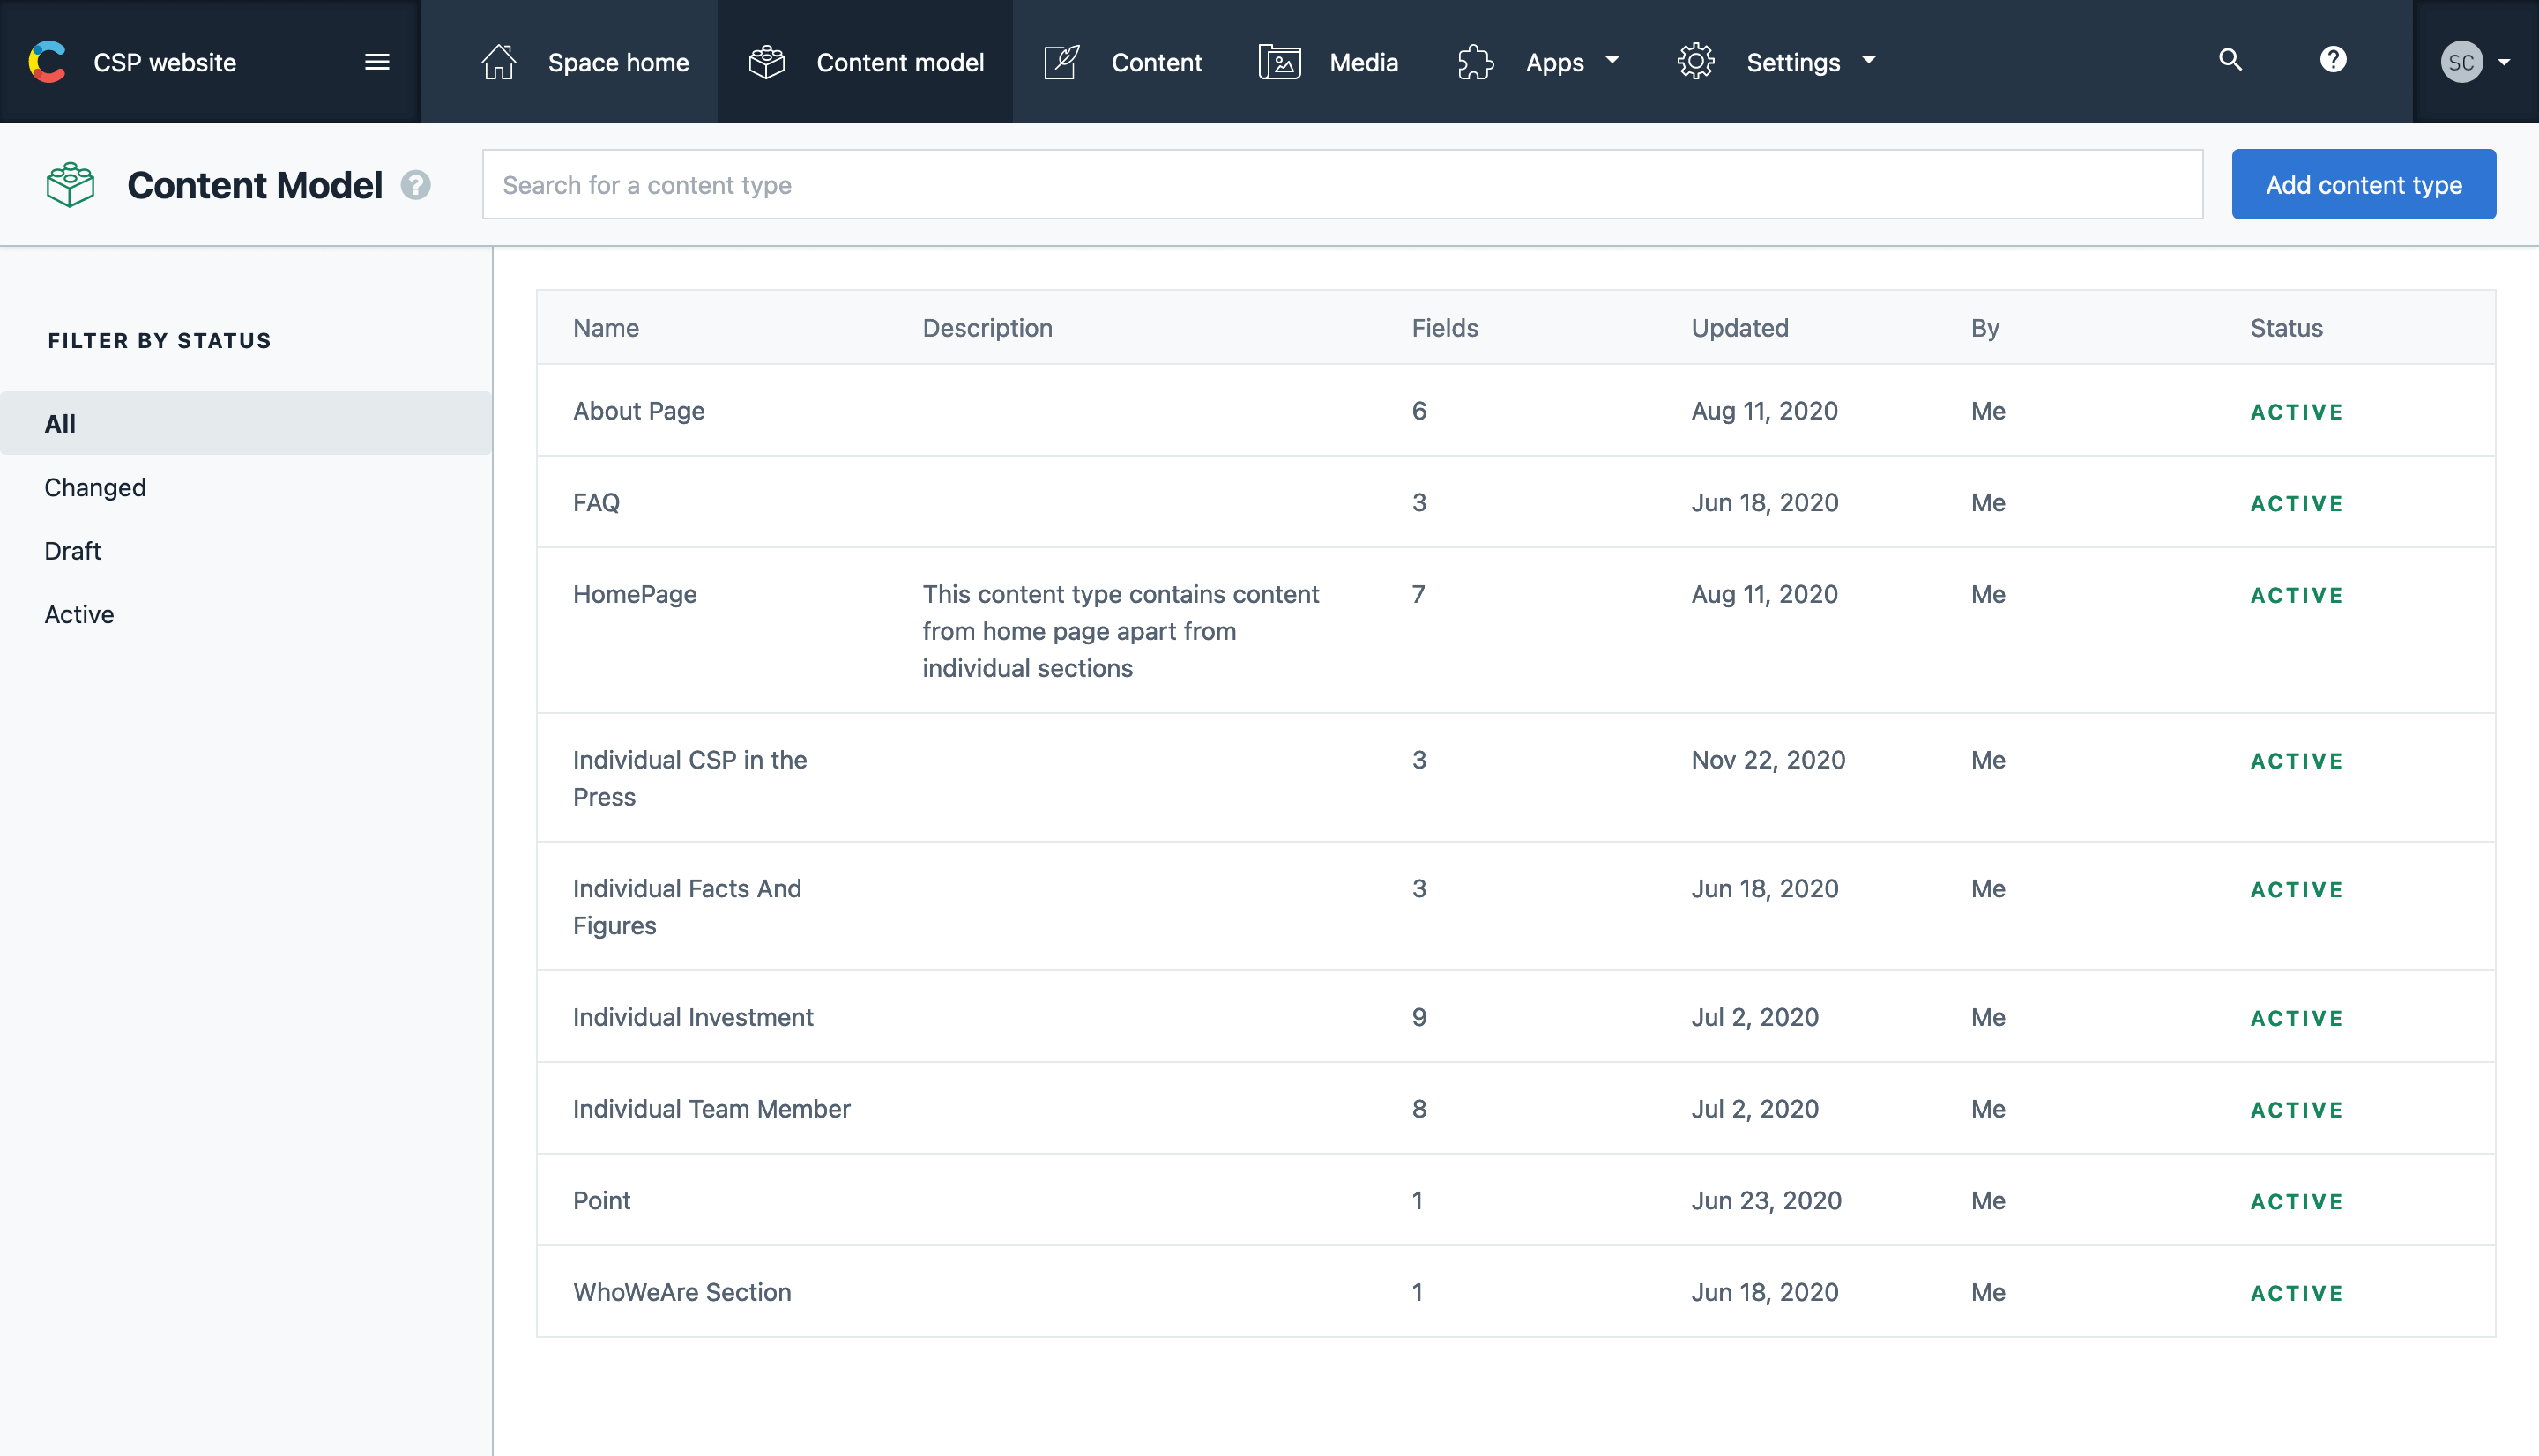 CSP website
Space home
Content model
Content
Media
Apps
Settings
?
SC
Content Model ?
Search for a content type
Add content type
FILTER BY STATUS
All
Changed
Draft
Active
Name Description Fields Updated By Status
About Page 6 Aug 11, 2020 Me ACTIVE
FAQ 3 Jun 18, 2020 Me ACTIVE
HomePage This content type contains content 7 Aug 11, 2020 Me ACTIVE
from home page apart from
individual sections
Individual CSP in the 3 Nov 22, 2020 Me ACTIVE
Press
Individual Facts And 3 Jun 18, 2020 Me ACTIVE
Figures
Individual Investment 9 Jul 2, 2020 Me ACTIVE
Individual Team Member 8 Jul 2, 2020 Me ACTIVE
Point 1 Jun 23, 2020 Me ACTIVE
WhoWeAre Section 1 Jun 18, 2020 Me ACTIVE